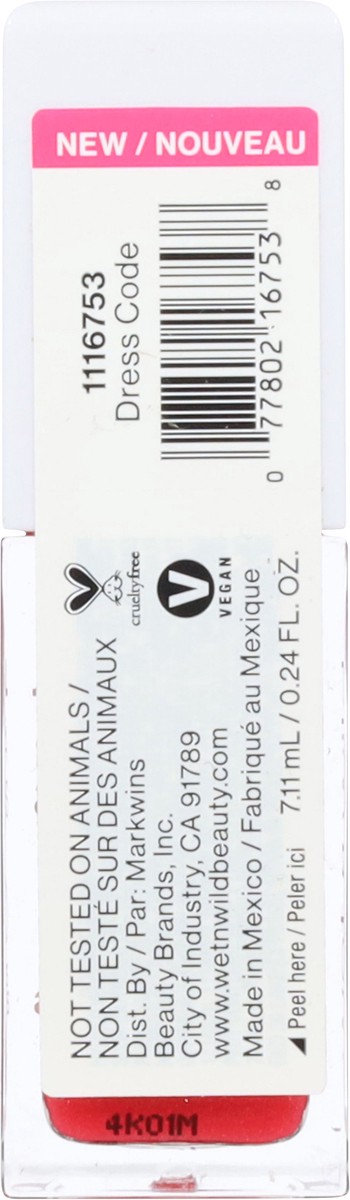 NEW / NOUVEAU
1116753
Dress Code
0 77802 16753 8
crueltyfree
V
VEGAN
NOT TESTED ON ANIMALS /
NON TESTÉ SUR DES ANIMAUX
Dist. By / Par: Markwins
Beauty Brands, Inc.
City of Industry, CA 91789
www.wetnwildbeauty.com
Made in Mexico / Fabriqué au Mexique
◢ Peel here / Peler ici 7.11 mL / 0.24 FL. OZ.
4K01M